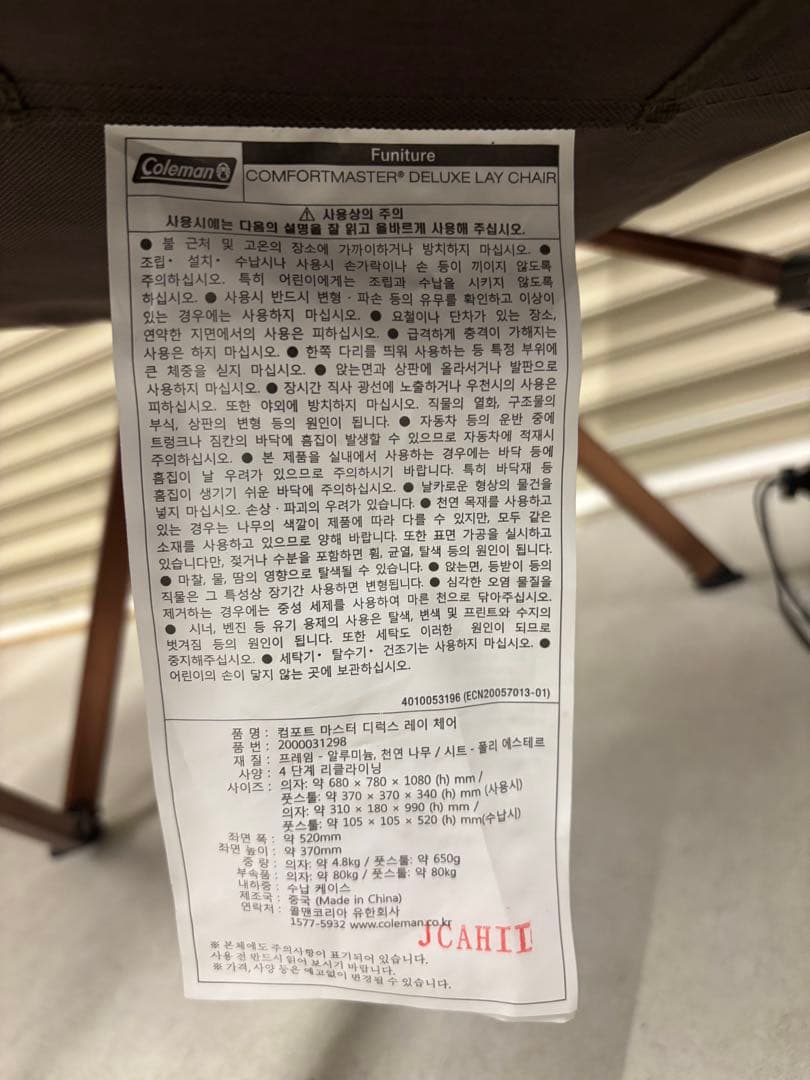 Coleman
Funiture
COMFORTMASTER® DELUXE LAY CHAIR
⚠ 사용상의 주의
사용시에는 다음의 설명을 잘 읽고 올바르게 사용해 주십시오.
● 불 근처 및 고온의 장소에 가까이하거나 방치하지 마십시오. ●
조립· 설치· 수납시나 사용시 손가락이나 손 등이 끼이지 않도록
주의하십시오. 특히 어린이에게는 조립과 수납을 시키지 않도록
하십시오. ● 사용시 반드시 변형 · 파손 등의 유무를 확인하고 이상이
있는 경우에는 사용하지 마십시오. ● 요철이나 단차가 있는 장소,
연약한 지면에서의 사용은 피하십시오. ● 급격하게 충격이 가해지는
사용은 하지 마십시오. ● 한쪽 다리를 띄워 사용하는 등 특정 부위에
큰 체중을 싣지 마십시오. ● 앉는면과 상판에 올라서거나 발판으로
사용하지 마십시오. ● 장시간 직사 광선에 노출하거나 우천시의 사용은
피하십시오. 또한 야외에 방치하지 마십시오. 직물의 열화, 구조물의
부식, 상판의 변형 등의 원인이 됩니다. ● 자동차 등의 운반 중에
트렁크나 짐칸의 바닥에 흠집이 발생할 수 있으므로 자동차에 적재시
주의하십시오. ● 본 제품을 실내에서 사용하는 경우에는 바닥 등에
흠집이 날 우려가 있으므로 주의하시기 바랍니다. 특히 바닥재 등
흠집이 생기기 쉬운 바닥에 주의하십시오. ● 날카로운 형상의 물건을
넣지 마십시오. 손상 · 파괴의 우려가 있습니다. ● 천연 목재를 사용하고
있는 경우는 나무의 색깔이 제품에 따라 다를 수 있지만, 모두 같은
소재를 사용하고 있으므로 양해 바랍니다. 또한 표면 가공을 실시하고
있습니다만, 젖거나 수분을 포함하면 휨, 균열, 탈색 등의 원인이 됩니다.
● 마찰, 물, 땀의 영향으로 탈색될 수 있습니다. ● 앉는면, 등받이 등의
직물은 그 특성상 장기간 사용하면 변형됩니다. ● 심각한 오염 물질을
제거하는 경우에는 중성 세제를 사용하여 마른 천으로 닦아주십시오.
● 시너, 벤진 등 유기 용제의 사용은 탈색, 변색 및 프린트와 수지의
벗겨짐 등의 원인이 됩니다. 또한 세탁도 이러한 원인이 되므로
중지해주십시오. ● 세탁기· 탈수기· 건조기는 사용하지 마십시오. ●
어린이의 손이 닿지 않는 곳에 보관하십시오.
4010053196 (ECN20057013-01)
품 명 : 컴포트 마스터 디럭스 레이 체어
품 번 : 2000031298
재 질 : 프레임 - 알루미늄, 천연 나무 / 시트 - 폴리 에스테르
사양 : 4 단계 리클라이닝
사이즈 : 의자: 약 680 × 780 × 1080 (h) mm /
풋스툴: 약 370 × 370 × 340 (h) mm (사용시)
의자: 약 310 × 180 × 990 (h) mm /
풋스툴: 약 105 × 105 × 520 (h) mm(수납시)
좌면 폭 : 약 520mm
좌면 높이 : 약 370mm
중 량 : 의자: 약 4.8kg / 풋스툴: 약 650g
부속품 : 의자: 약 80kg / 풋스툴: 약 80kg
내하중 : 수납 케이스
제조국 : 중국 (Made in China)
연락처 : 콜맨코리아 유한회사
1577-5932 www.coleman.co.kr
JCAHII
※ 본체에도 주의사항이 표기되어 있습니다.
사용 전 반드시 읽어 보시기 바랍니다.
※ 가격, 사양 등은 예고없이 변경될 수 있습니다.